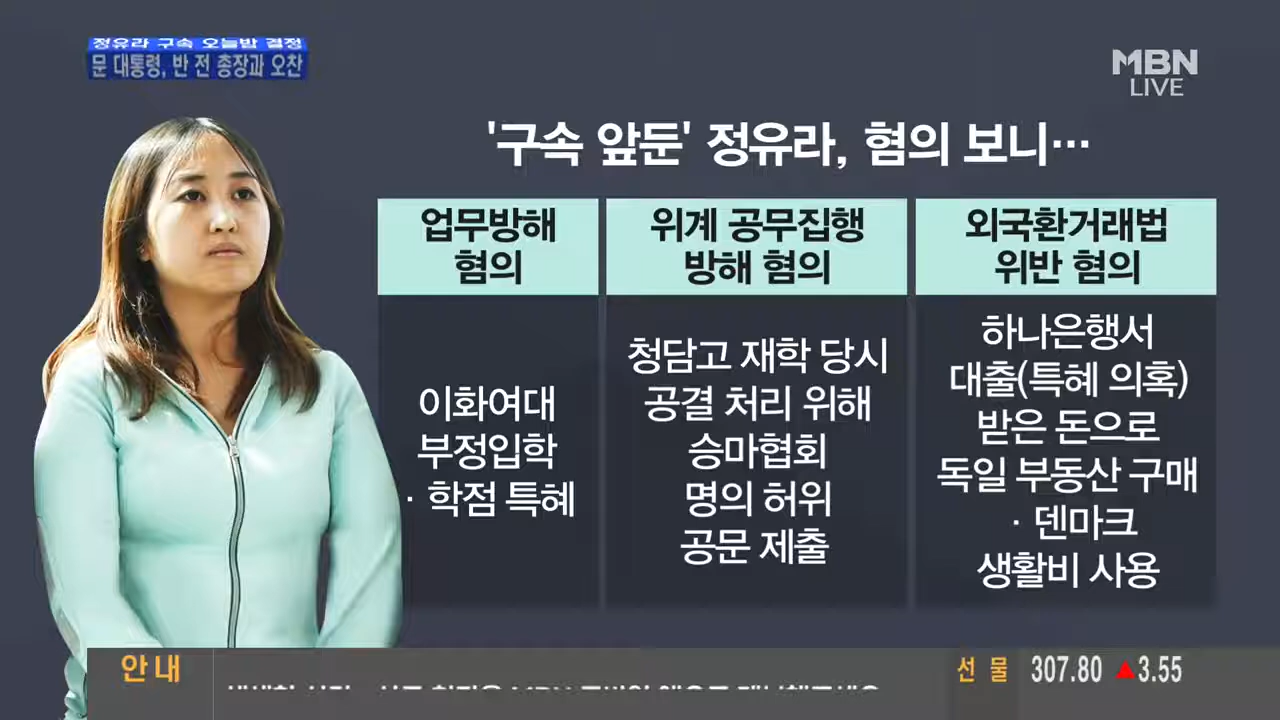 정유라 구속 오늘밤 결정
문 대통령, 반 전 총장과 오찬
MBN
LIVE
'구속 앞둔' 정유라, 혐의 보니…
업무방해
혐의
위계 공무집행
방해 혐의
외국환거래법
위반 혐의
이화여대
부정입학
· 학점 특혜
청담고 재학 당시
공결 처리 위해
승마협회
명의 허위
공문 제출
하나은행서
대출(특혜 의혹)
받은 돈으로
독일 부동산 구매
· 덴마크
생활비 사용
안내
선물 307.80 ▲3.55